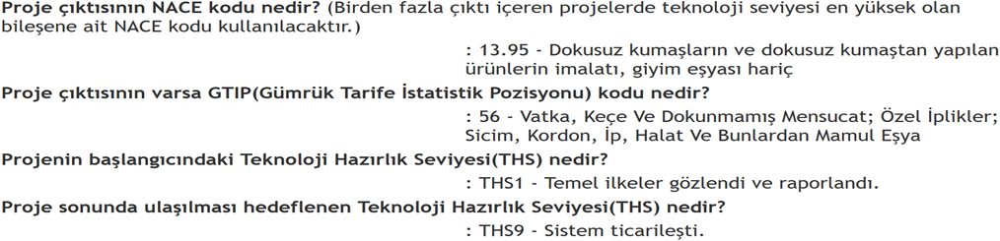 Proje çıktısının NACE kodu nedir? (Birden fazla çıktı içeren projelerde teknoloji seviyesi en yüksek olan
bileşene ait NACE kodu kullanılacaktır.)
: 13.95 - Dokusuz kumaşların ve dokusuz kumaştan yapılan
ürünlerin imalatı, giyim eşyası hariç
Proje çıktısının varsa GTIP(Gümrük Tarife İstatistik Pozisyonu) kodu nedir?
: 56 - Vatka, Keçe Ve Dokunmamış Mensucat; Özel İplikler;
Sicim, Kordon, İp, Halat Ve Bunlardan Mamul Eşya
Projenin başlangıcındaki Teknoloji Hazırlık Seviyesi(THS) nedir?
: THS1 - Temel ilkeler gözlendi ve raporlandı.
Proje sonunda ulaşılması hedeflenen Teknoloji Hazırlık Seviyesi(THS) nedir?
: THS9 - Sistem ticarileşti.